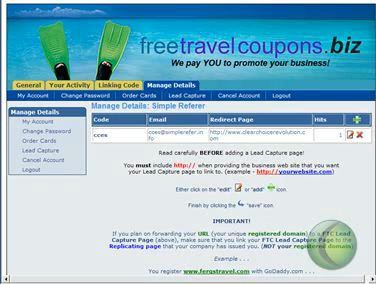 freetravelcoupons.biz
We pay YOU to promote your business!
General Your Activity Linking Code Manage Details
My Account Change Password Order Cards Lead Capture Cancel Account Logout
Manage Details
My Account
Change Password
Order Cards
Lead Capture
Cancel Account
Logout
Manage Details: Simple Referer
Code Email Redirect Page Hits
cces cces@simplerefer.in http://www.clearchoicerevolution.c 1
fo om
Read carefully BEFORE adding a Lead Capture page!
You must include http:// when providing the business web site that you want
your Lead Capture page to link to. (example - http://yourwebsite.com)
Either click on the "edit" or "add" icon.
Finish by clicking the "save" icon.
IMPORTANT!
If you plan on forwarding your URL (your unique registered domain) to a FTC Lead
Capture Page (above), make sure that you link your FTC Lead Capture Page to the
Replicating page that your company has issued you. (NOT your registered domain)
Example . . .
You register www.fergstravel.com with GoDaddy.com . . .